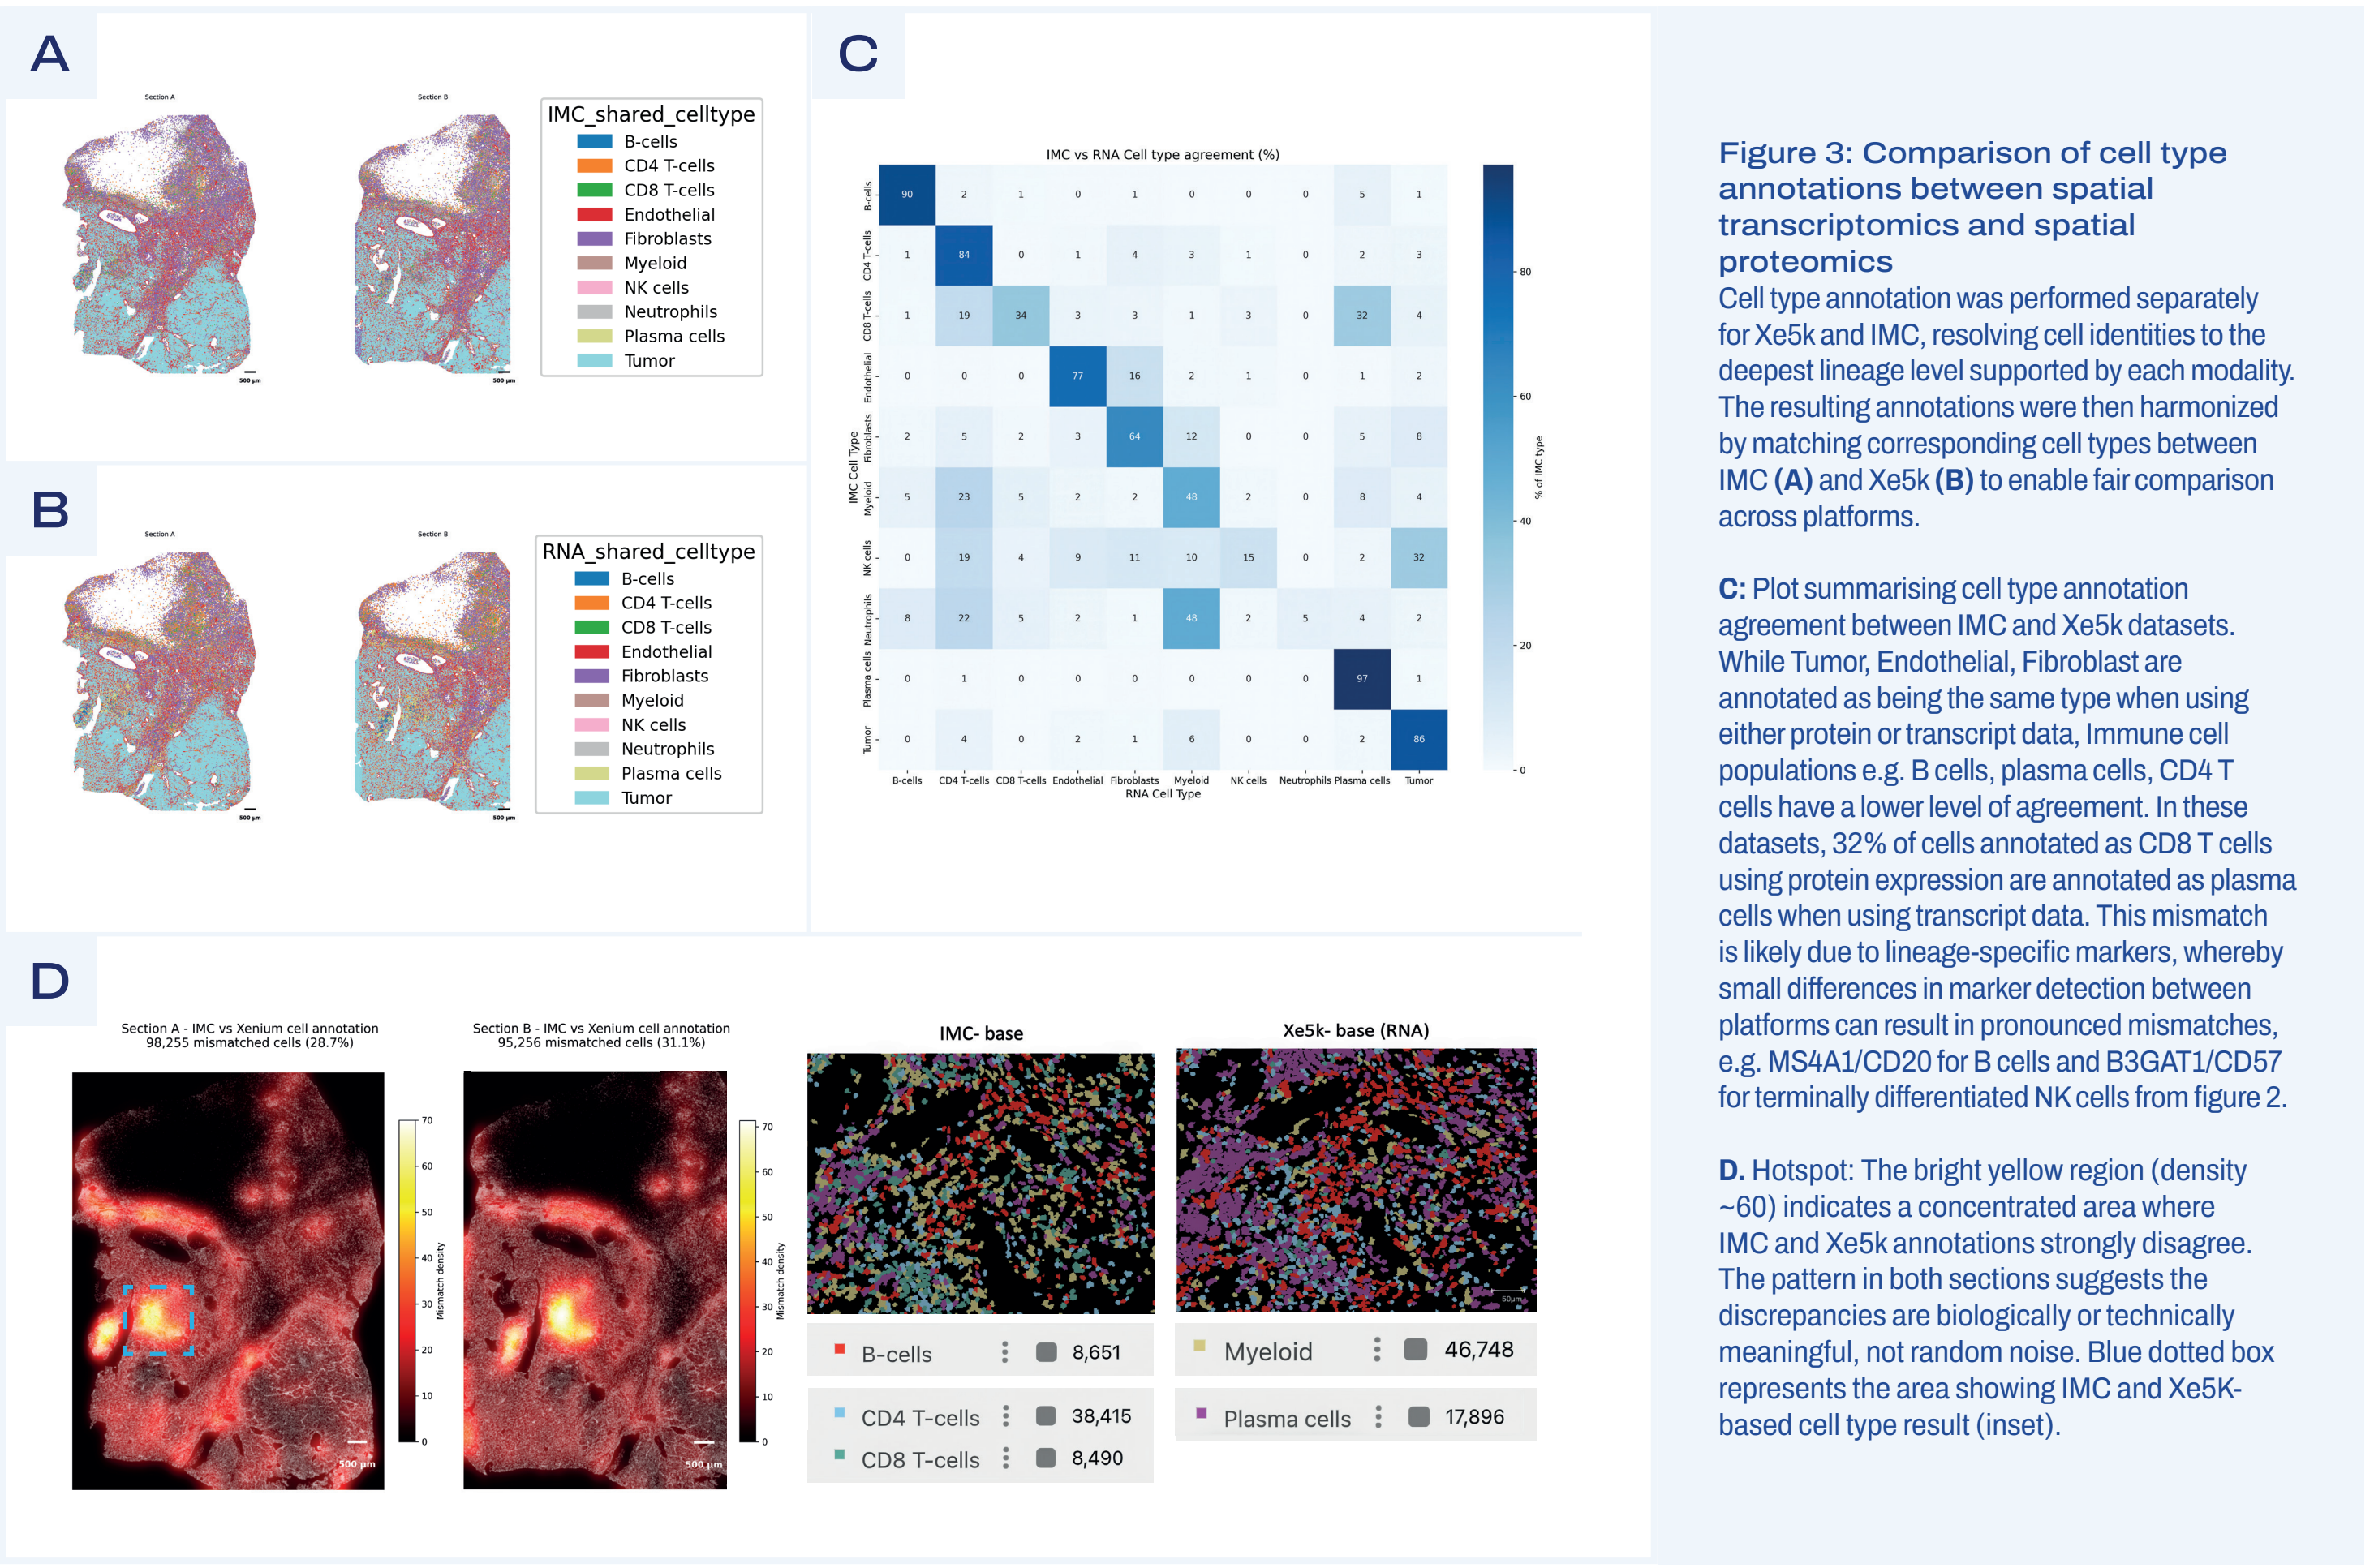 A
Section A
Section B
IMC_shared_celltype
B-cells
CD4 T-cells
CD8 T-cells
Endothelial
Fibroblasts
Myeloid
NK cells
Neutrophils
Plasma cells
Tumor
500 µm
500 µm
B
Section A
Section B
RNA_shared_celltype
B-cells
CD4 T-cells
CD8 T-cells
Endothelial
Fibroblasts
Myeloid
NK cells
Neutrophils
Plasma cells
Tumor
500 µm
500 µm
C
IMC vs RNA Cell type agreement (%)
IMC Cell Type
B-cells 90 2 1 0 1 0 0 0 5 1
CD4 T-cells 1 84 0 1 4 3 1 0 2 3
CD8 T-cells 1 19 34 3 3 1 3 0 32 4
Endothelial 0 0 0 77 16 2 1 0 1 2
Fibroblasts 2 5 2 3 64 12 0 0 5 8
Myeloid 5 23 5 2 2 48 2 0 8 4
NK cells 0 19 4 9 11 10 15 0 2 32
Neutrophils 8 22 5 2 1 48 2 5 4 2
Plasma cells 0 1 0 0 0 0 0 0 97 1
Tumor 0 4 0 2 1 6 0 0 2 86
B-cells CD4 T-cells CD8 T-cells Endothelial Fibroblasts Myeloid NK cells Neutrophils Plasma cells Tumor
RNA Cell Type
80
60
40
20
0
% of IMC type
D
Section A - IMC vs Xenium cell annotation
98,255 mismatched cells (28.7%)
70
60
50
40
30
20
10
0
Mismatch density
500 µm
Section B - IMC vs Xenium cell annotation
95,256 mismatched cells (31.1%)
70
60
50
40
30
20
10
0
Mismatch density
500 µm
IMC- base
Xe5k- base (RNA)
50µm
B-cells 8,651
CD4 T-cells 38,415
CD8 T-cells 8,490
Myeloid 46,748
Plasma cells 17,896
Figure 3: Comparison of cell type
annotations between spatial
transcriptomics and spatial
proteomics
Cell type annotation was performed separately
for Xe5k and IMC, resolving cell identities to the
deepest lineage level supported by each modality.
The resulting annotations were then harmonized
by matching corresponding cell types between
IMC (A) and Xe5k (B) to enable fair comparison
across platforms.
C: Plot summarising cell type annotation
agreement between IMC and Xe5k datasets.
While Tumor, Endothelial, Fibroblast are
annotated as being the same type when using
either protein or transcript data, Immune cell
populations e.g. B cells, plasma cells, CD4 T
cells have a lower level of agreement. In these
datasets, 32% of cells annotated as CD8 T cells
using protein expression are annotated as plasma
cells when using transcript data. This mismatch
is likely due to lineage-specific markers, whereby
small differences in marker detection between
platforms can result in pronounced mismatches,
e.g. MS4A1/CD20 for B cells and B3GAT1/CD57
for terminally differentiated NK cells from figure 2.
D. Hotspot: The bright yellow region (density
~60) indicates a concentrated area where
IMC and Xe5k annotations strongly disagree.
The pattern in both sections suggests the
discrepancies are biologically or technically
meaningful, not random noise. Blue dotted box
represents the area showing IMC and Xe5K-
based cell type result (inset).